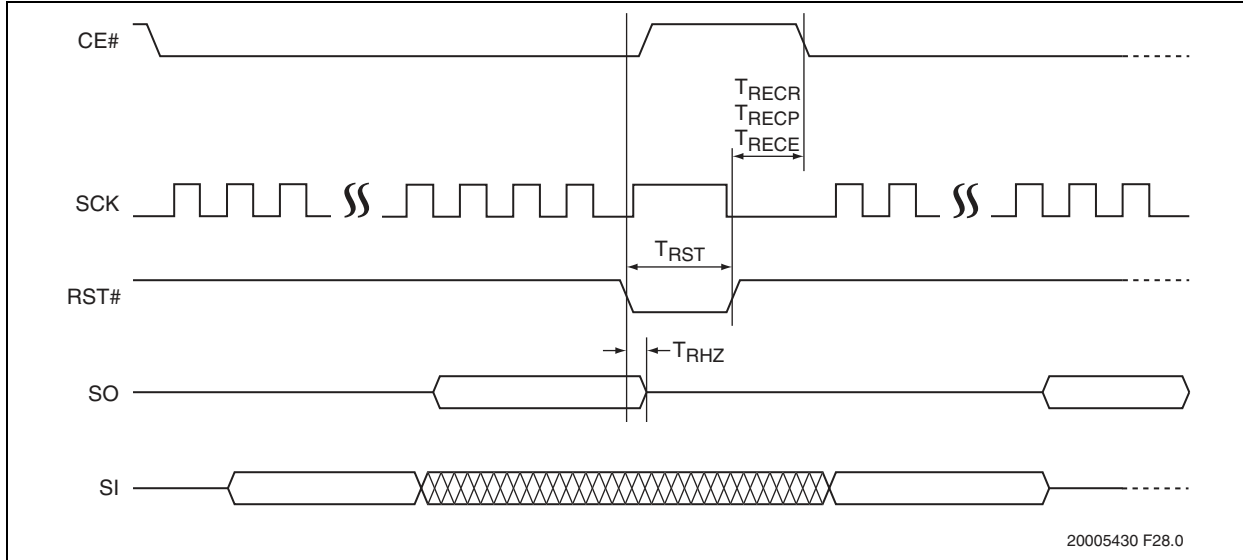 CE#
TRECR
TRECP
TRECE
SCK
TRST
RST#
TRHZ
SO
SI
20005430 F28.0